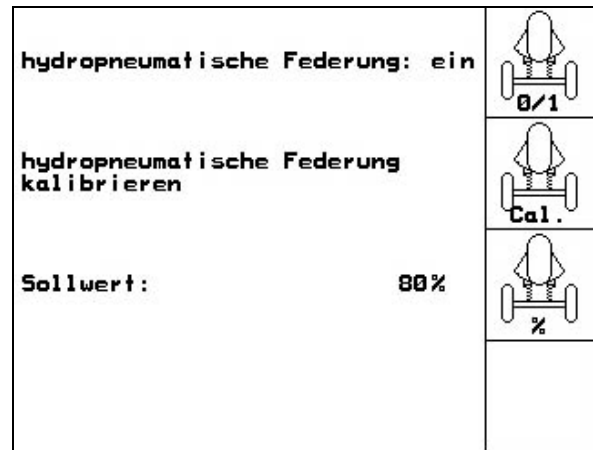 hydropneumatische Federung: ein
0/1
hydropneumatische Federung
kalibrieren
Cal.
Sollwert: 80%
%